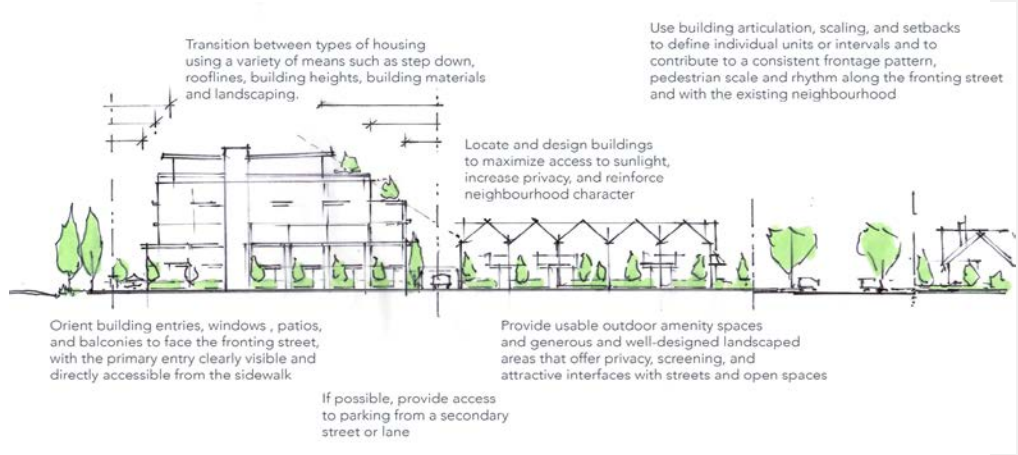 Transition between types of housing
using a variety of means such as step down,
rooflines, building heights, building materials
and landscaping.
Use building articulation, scaling, and setbacks
to define individual units or intervals and to
contribute to a consistent frontage pattern,
pedestrian scale and rhythm along the fronting street
and with the existing neighbourhood
Locate and design buildings
to maximize access to sunlight,
increase privacy, and reinforce
neighbourhood character
Orient building entries, windows , patios,
and balconies to face the fronting street,
with the primary entry clearly visible and
directly accessible from the sidewalk
Provide usable outdoor amenity spaces
and generous and well-designed landscaped
areas that offer privacy, screening, and
attractive interfaces with streets and open spaces
If possible, provide access
to parking from a secondary
street or lane